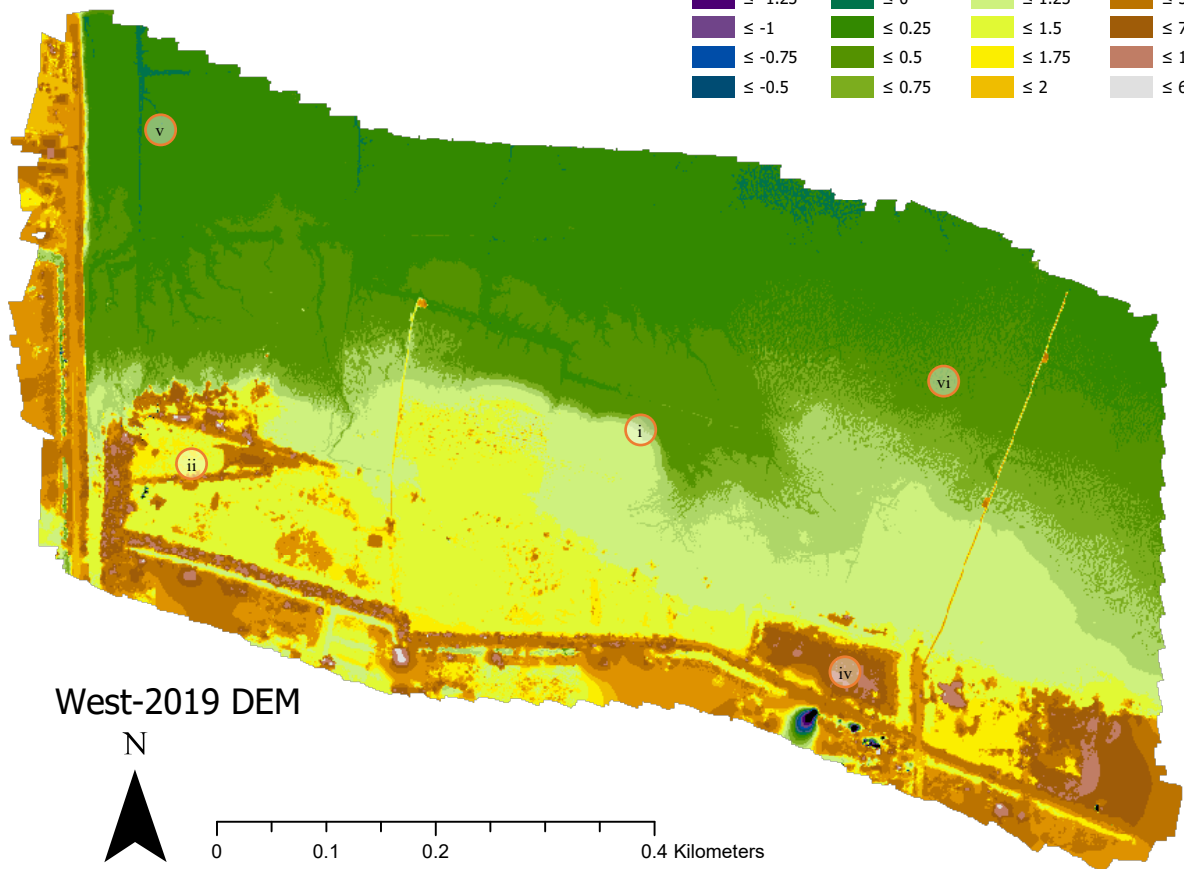 ≤ 0
≤ -1 ≤ 0.25 ≤ 1.5
≤ -0.75 ≤ 0.5 ≤ 1.75
≤ -0.5 ≤ 0.75 ≤ 2
v
vi
i
ii
iv
West-2019 DEM
N
0 0.1 0.2 0.4 Kilometers